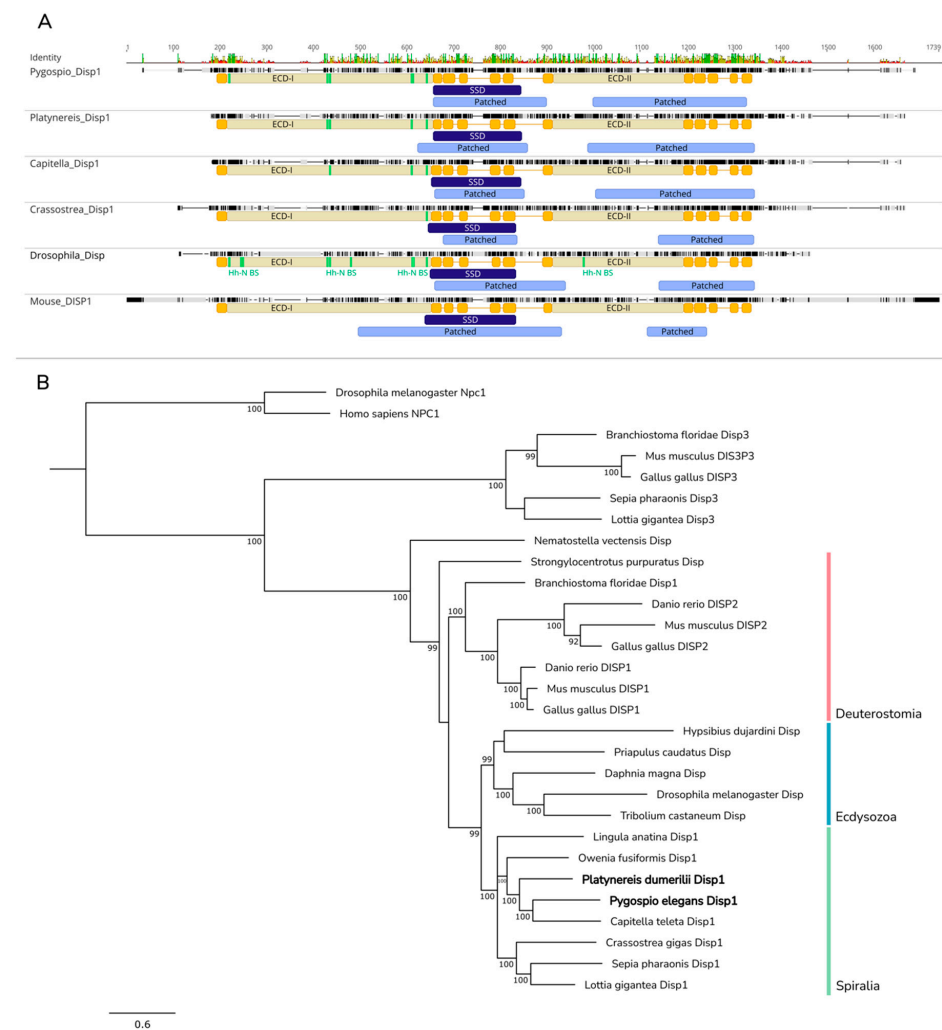 A
Identity
1 100 200 300 400 500 600 700 800 900 1000 1100 1200 1300 1400 1500 1600 1739
Pygospio_Disp1
ECD-I ECD-II
SSD
Patched Patched
Platynereis_Disp1
ECD-I ECD-II
SSD
Patched Patched
Capitella_Disp1
ECD-I ECD-II
SSD
Patched Patched
Crassostrea_Disp1
ECD-I ECD-II
SSD
Patched Patched
Drosophila_Disp
ECD-I ECD-II
Hh-N BS Hh-N BS Hh-N BS Hh-N BS
SSD
Patched Patched
Mouse_DISP1
ECD-I ECD-II
SSD
Patched Patched
B
Drosophila melanogaster Npc1
100
Homo sapiens NPC1
Branchiostoma floridae Disp3
99
Mus musculus DIS3P3
100
Gallus gallus DISP3
100
Sepia pharaonis Disp3
Lottia gigantea Disp3
100
Nematostella vectensis Disp
Strongylocentrotus purpuratus Disp
Branchiostoma floridae Disp1
100
100
Danio rerio DISP2
100
Mus musculus DISP2
92
99
Gallus gallus DISP2
100
Danio rerio DISP1
100
Mus musculus DISP1
100
Gallus gallus DISP1
Deuterostomia
Hypsibius dujardini Disp
99
Priapulus caudatus Disp
Daphnia magna Disp
100
Drosophila melanogaster Disp
100
Tribolium castaneum Disp
Ecdysozoa
99
Lingula anatina Disp1
Owenia fusiformis Disp1
100
Platynereis dumerilii Disp1
100
100
Pygospio elegans Disp1
100
Capitella teleta Disp1
Crassostrea gigas Disp1
100
Sepia pharaonis Disp1
100
Lottia gigantea Disp1
Spiralia
0.6